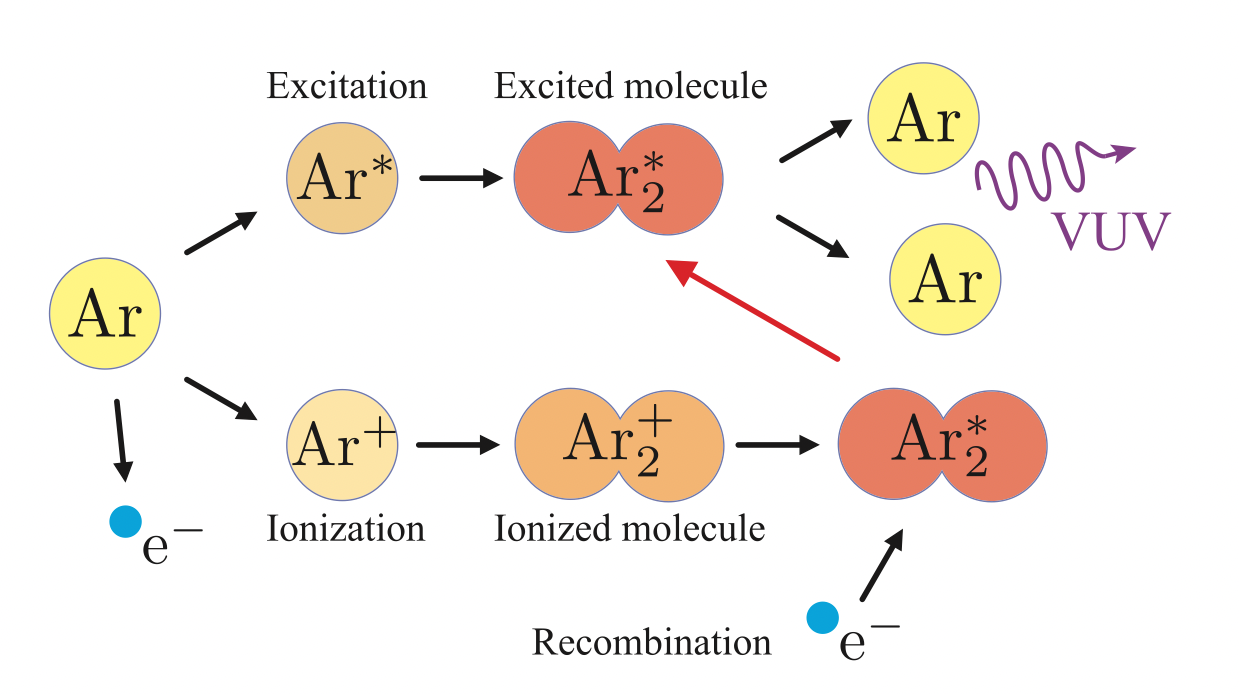 Excitation
Excited molecule
Ar
Ar*
Ar₂*
VUV
Ar
Ar
Ar⁺
Ar₂⁺
Ar₂*
Ionization
Ionized molecule
e⁻
Recombination
e⁻